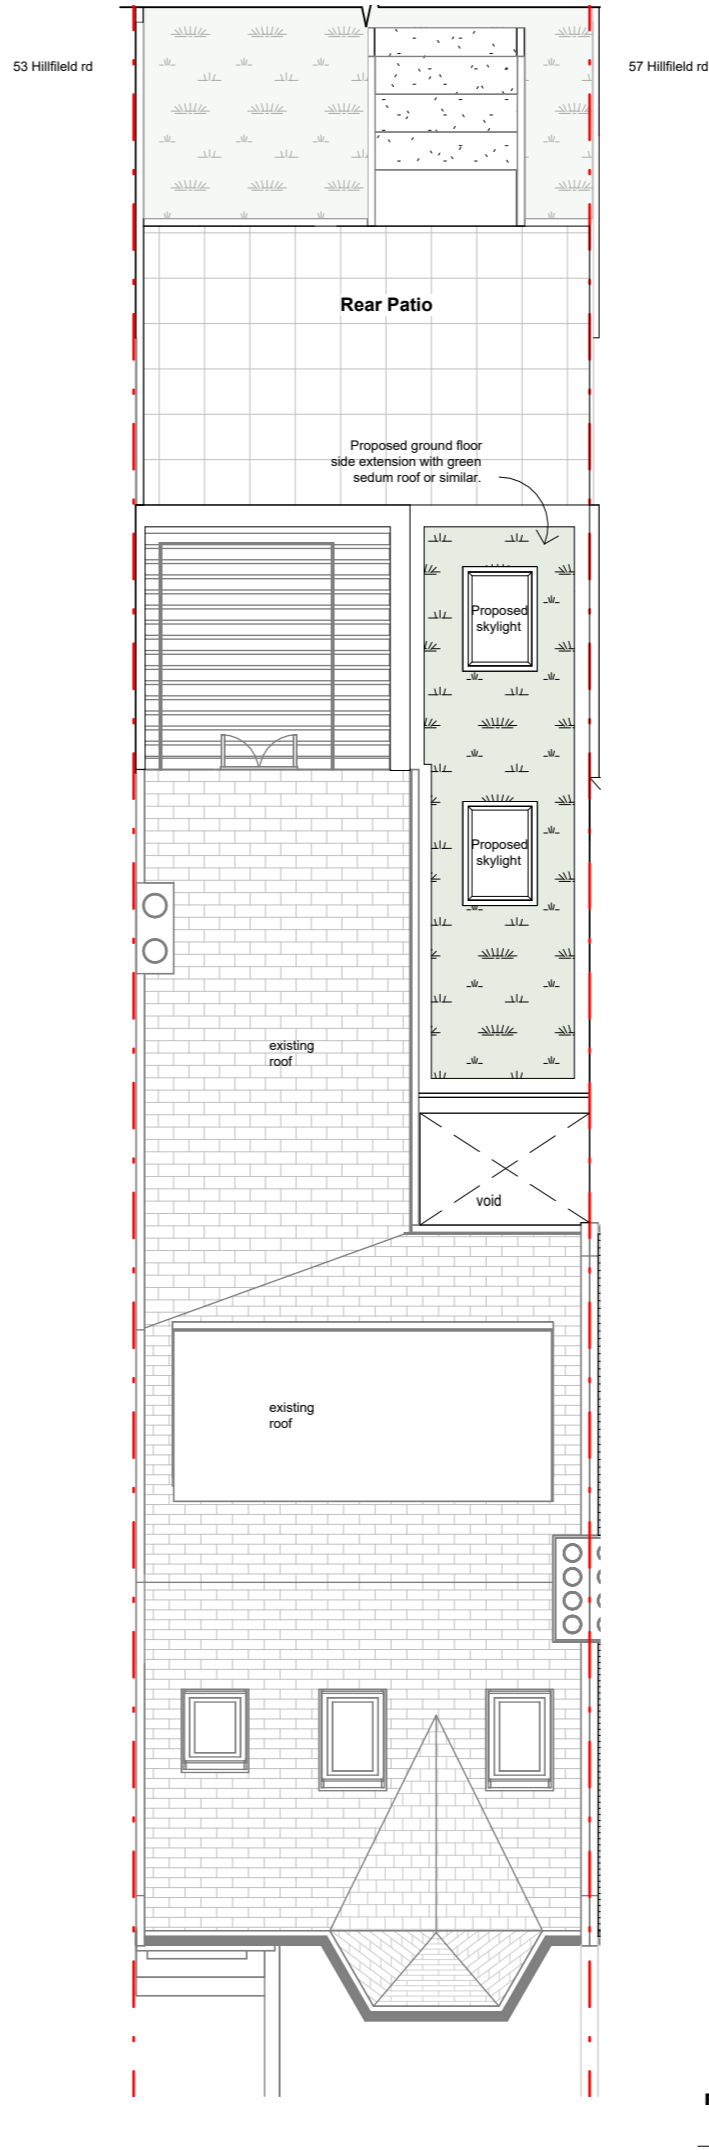 53 Hillfileld rd
57 Hillfileld rd
Rear Patio
Proposed ground floor
side extension with green
sedum roof or similar.
Proposed
skylight
Proposed
skylight
existing
roof
void
existing
roof